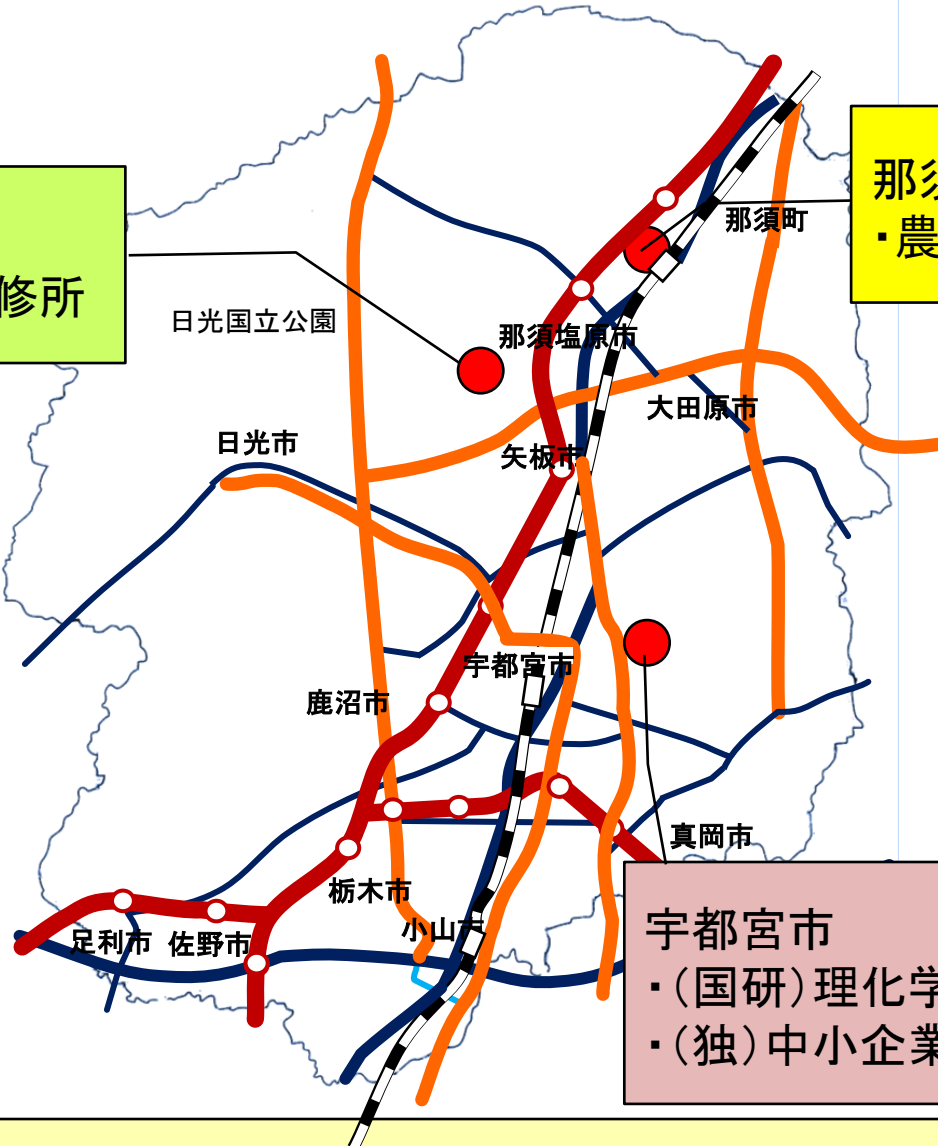 那須
・農
那須町
修所
日光国立公園
那須塩原市
大田原市
日光市
矢板市
宇都宮市
鹿沼市
真岡市
栃木市
小山市
足利市
佐野市
宇都宮市
・(国研)理化学
・(独)中小企業